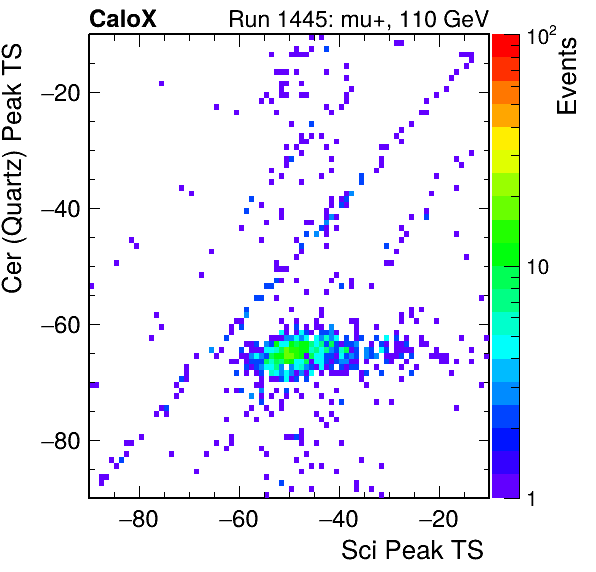 CaloX Run 1445: mu+, 110 GeV
Cer (Quartz) Peak TS
−20
−40
−60
−80
−80 −60 −40 −20
Sci Peak TS
10²
10
1
Events